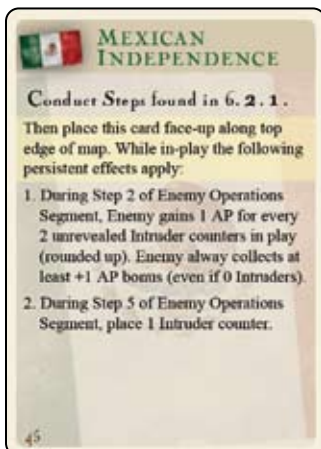 MEXICAN
INDEPENDENCE
Conduct Steps found in 6.2.1.
Then place this card face-up along top
edge of map. While in-play the following
persistent effects apply:
1. During Step 2 of Enemy Operations
Segment, Enemy gains 1 AP for every
2 unrevealed Intruder counters in play
(rounded up). Enemy alway collects at
least +1 AP bonus (even if 0 Intruders).
2. During Step 5 of Enemy Operations
Segment, place 1 Intruder counter.
45